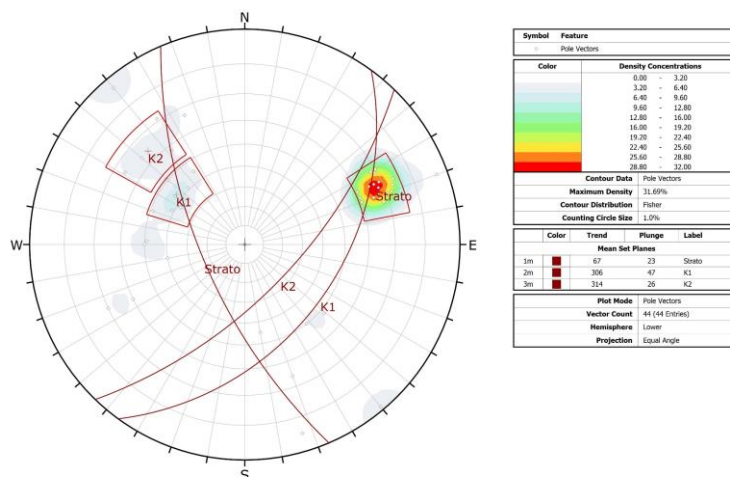 N
K2
K1
Strato
W
E
Strato
K2
K1
S
Symbol Feature
Pole Vectors
Color Density Concentrations
0.00 - 3.20
3.20 - 6.40
6.40 - 9.60
9.60 - 12.80
12.80 - 16.00
16.00 - 19.20
19.20 - 22.40
22.40 - 25.60
25.60 - 28.80
28.80 - 32.00
Contour Data Pole Vectors
Maximum Density 31.69%
Contour Distribution Fisher
Counting Circle Size 1.0%
Color Trend Plunge Label
Mean Set Planes
1m 67 23 Strato
2m 306 47 K1
3m 314 26 K2
Plot Mode Pole Vectors
Vector Count 44 (44 Entries)
Hemisphere Lower
Projection Equal Angle